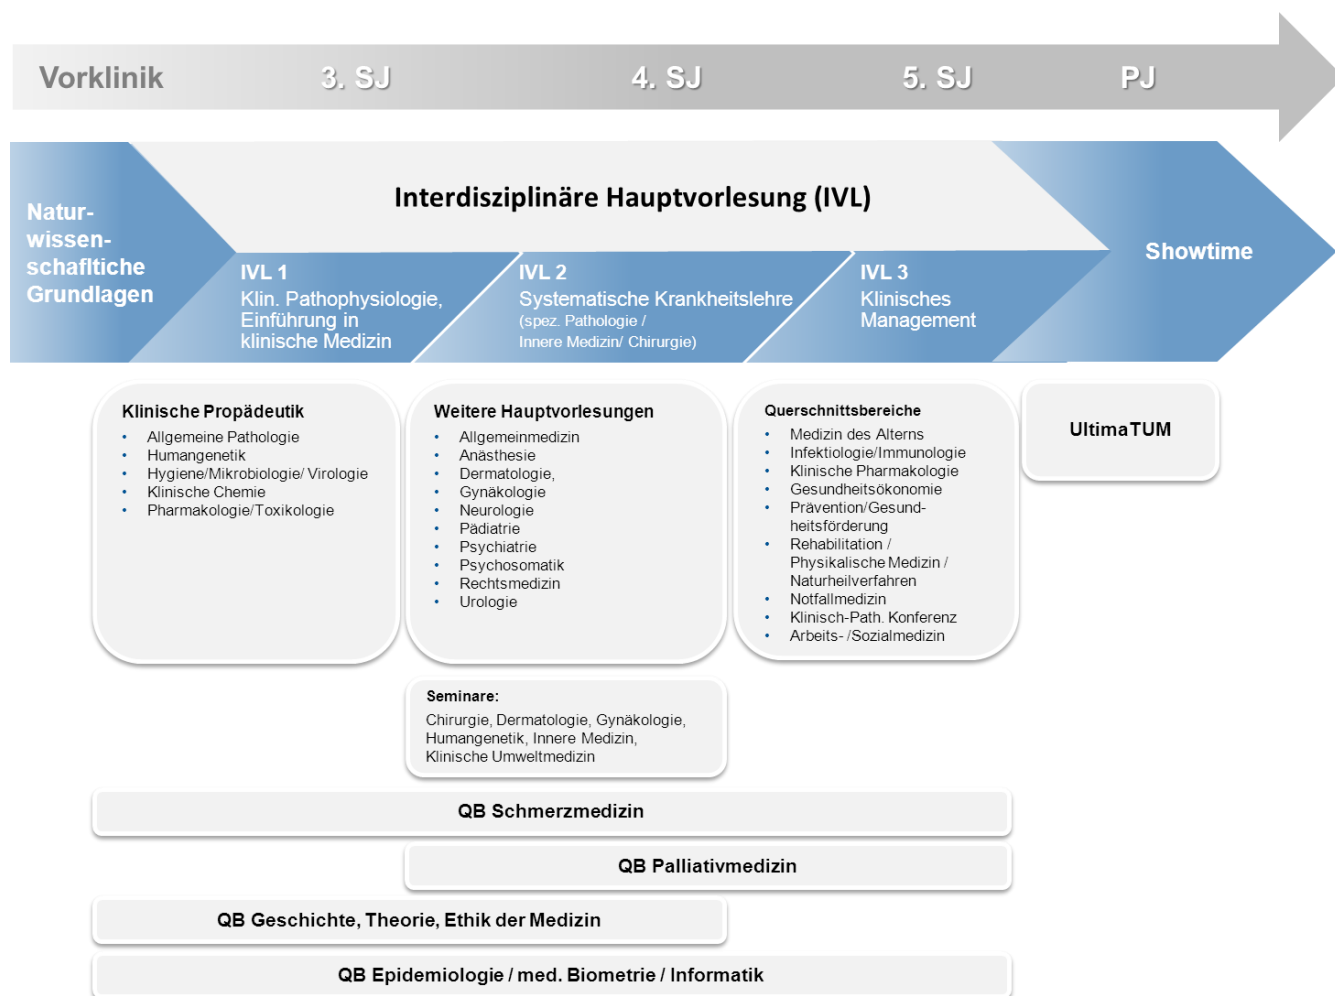 Vorklinik 3. SJ 4. SJ 5. SJ PJ
Interdisziplinäre Hauptvorlesung (IVL)
Natur-
wissen-
schafltiche
Grundlagen
IVL 1
Klin. Pathophysiologie,
Einführung in
klinische Medizin
IVL 2
Systematische Krankheitslehre
(spez. Pathologie /
Innere Medizin/ Chirurgie)
IVL 3
Klinisches
Management
Showtime
Klinische Propädeutik
• Allgemeine Pathologie
• Humangenetik
• Hygiene/Mikrobiologie/ Virologie
• Klinische Chemie
• Pharmakologie/Toxikologie
Weitere Hauptvorlesungen
• Allgemeinmedizin
• Anästhesie
• Dermatologie,
• Gynäkologie
• Neurologie
• Pädiatrie
• Psychiatrie
• Psychosomatik
• Rechtsmedizin
• Urologie
Querschnittsbereiche
• Medizin des Alterns
• Infektiologie/Immunologie
• Klinische Pharmakologie
• Gesundheitsökonomie
• Prävention/Gesund-
heitsförderung
• Rehabilitation /
Physikalische Medizin /
Naturheilverfahren
• Notfallmedizin
• Klinisch-Path. Konferenz
• Arbeits- /Sozialmedizin
UltimaTUM
Seminare:
Chirurgie, Dermatologie, Gynäkologie,
Humangenetik, Innere Medizin,
Klinische Umweltmedizin
QB Schmerzmedizin
QB Palliativmedizin
QB Geschichte, Theorie, Ethik der Medizin
QB Epidemiologie / med. Biometrie / Informatik